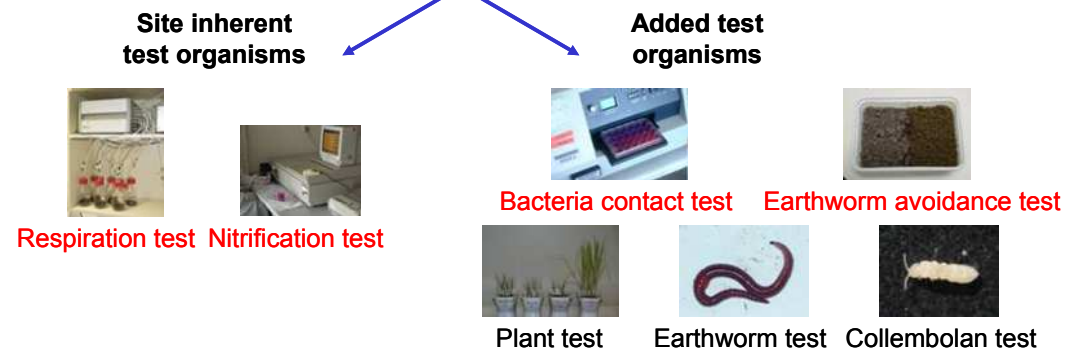 Site inherent
test organisms
Added test
organisms
Respiration test
Nitrification test
Bacteria contact test
Earthworm avoidance test
Plant test
Earthworm test
Collembolan test